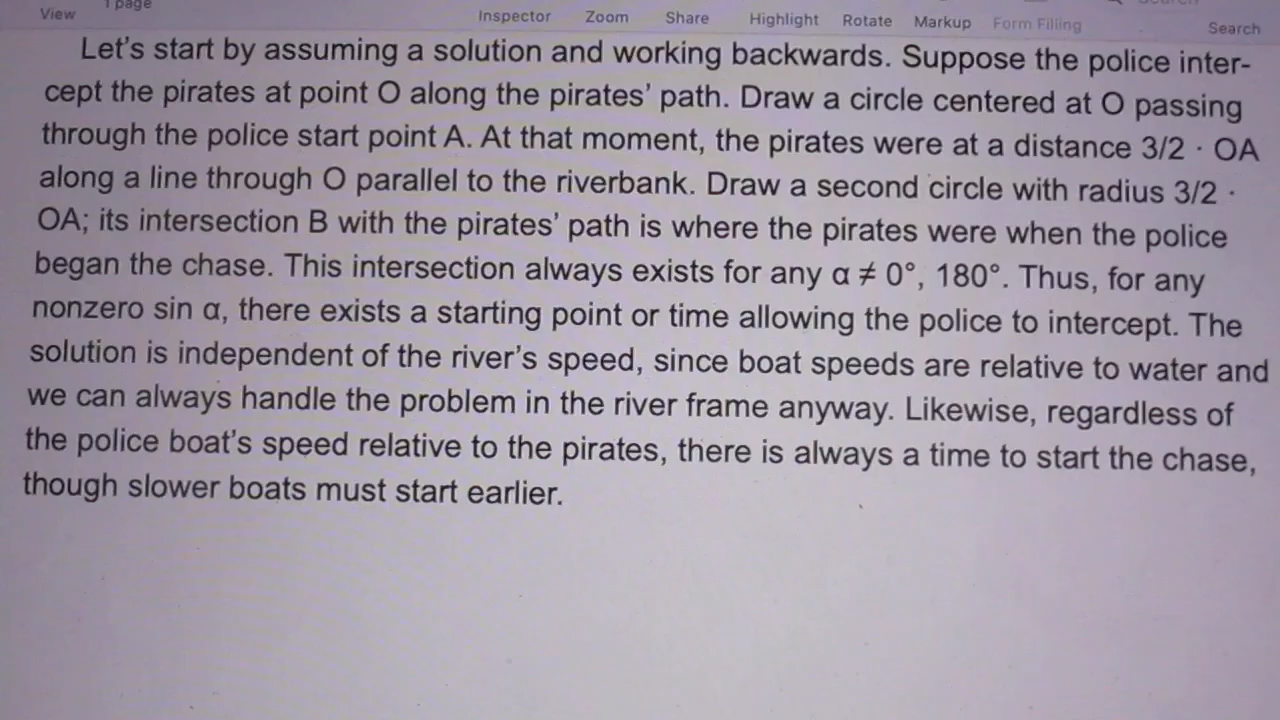 View
1 page
Inspector Zoom Share Highlight Rotate Markup Form Filling Search
Let's start by assuming a solution and working backwards. Suppose the police inter-
cept the pirates at point O along the pirates' path. Draw a circle centered at O passing
through the police start point A. At that moment, the pirates were at a distance 3/2 · OA
along a line through O parallel to the riverbank. Draw a second circle with radius 3/2 ·
OA; its intersection B with the pirates' path is where the pirates were when the police
began the chase. This intersection always exists for any α ≠ 0°, 180°. Thus, for any
nonzero sin α, there exists a starting point or time allowing the police to intercept. The
solution is independent of the river's speed, since boat speeds are relative to water and
we can always handle the problem in the river frame anyway. Likewise, regardless of
the police boat's speed relative to the pirates, there is always a time to start the chase,
though slower boats must start earlier.